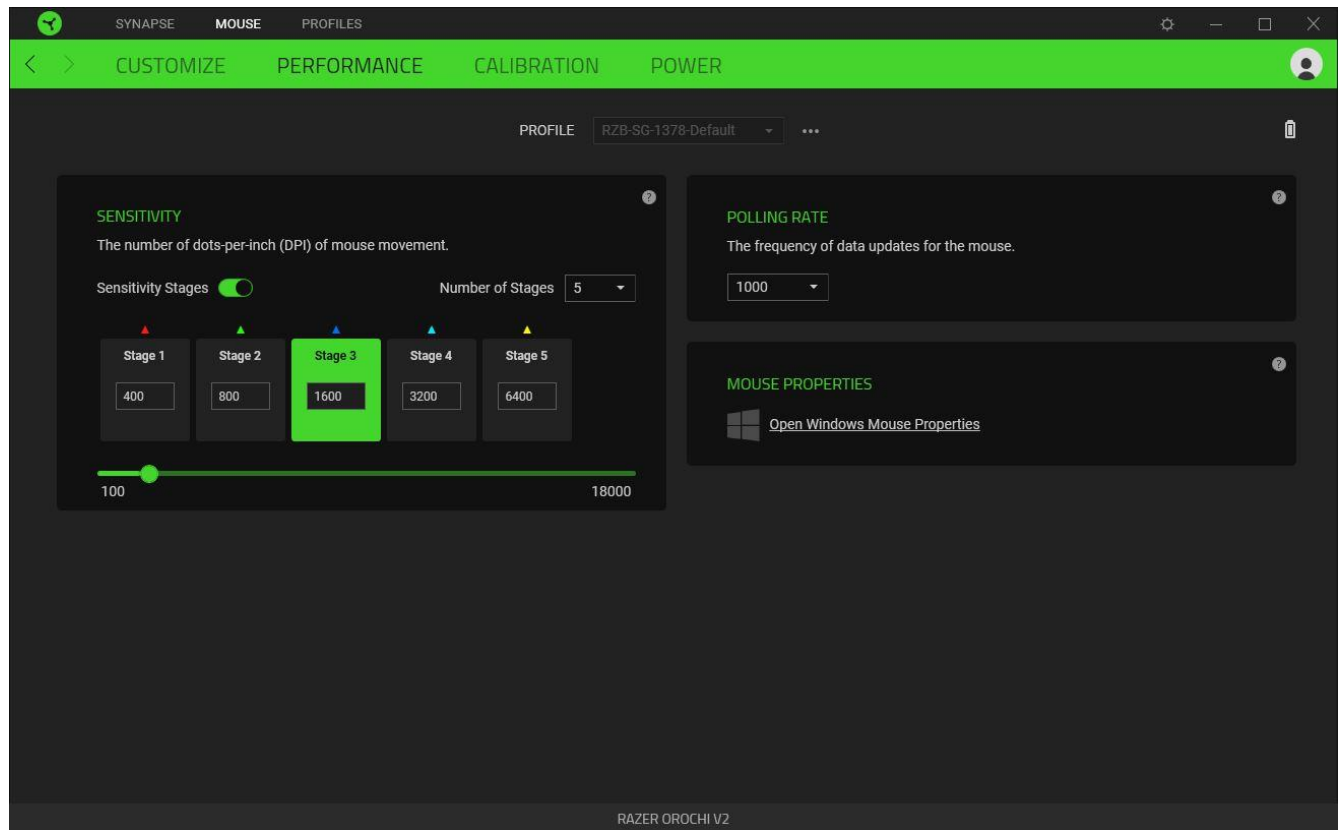 SYNAPSE MOUSE PROFILES
CUSTOMIZE PERFORMANCE CALIBRATION POWER
PROFILE RZB-SG-1378-Default
SENSITIVITY
The number of dots-per-inch (DPI) of mouse movement.
Sensitivity Stages Number of Stages 5
Stage 1 Stage 2 Stage 3 Stage 4 Stage 5
400 800 1600 3200 6400
100 18000
POLLING RATE
The frequency of data updates for the mouse.
1000
MOUSE PROPERTIES
Open Windows Mouse Properties
RAZER OROCHI V2